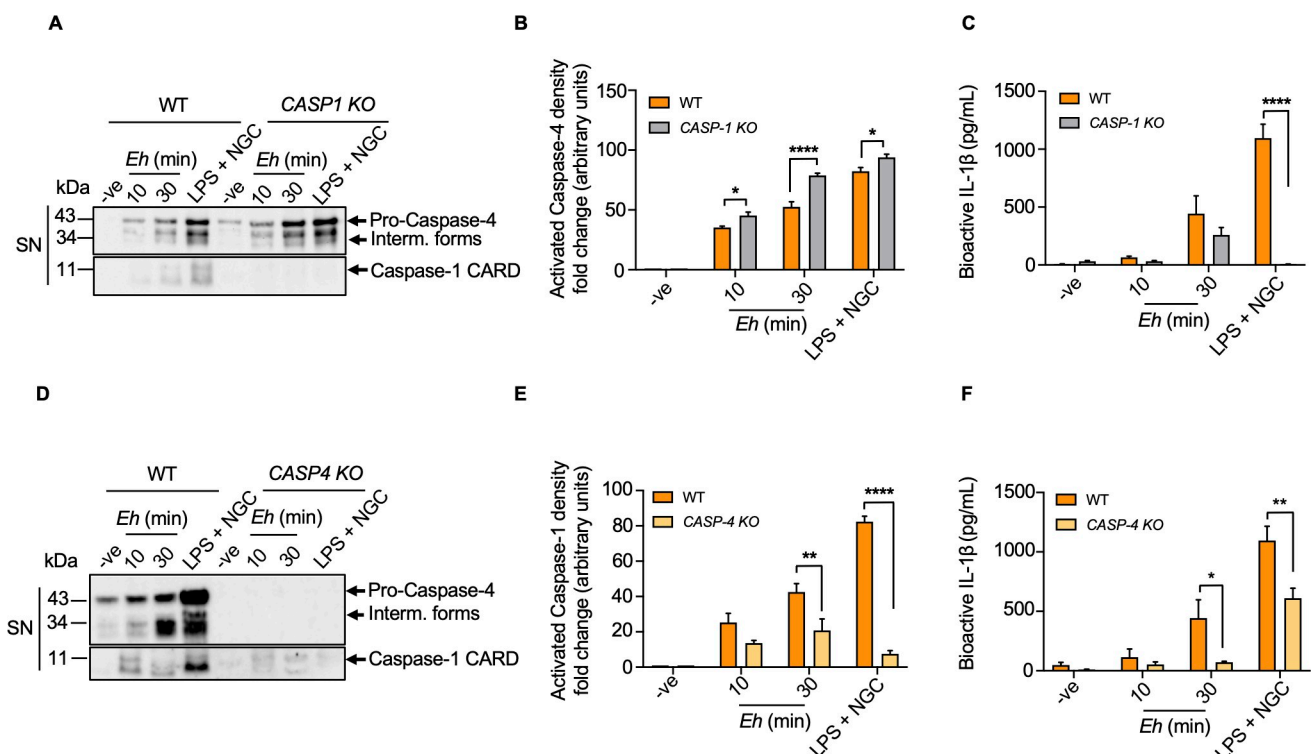 A
WT
CASP1 KO
Eh (min)
Eh (min)
kDa
-ve
10
30
LPS + NGC
-ve
10
30
LPS + NGC
SN
43
34
11
Pro-Caspase-4
Interm. forms
Caspase-1 CARD
B
Activated Caspase-4 density
fold change (arbitrary units)
150
100
50
0
WT
CASP-1 KO
*
****
*
-ve
10
30
LPS + NGC
Eh (min)
C
Bioactive IL-1β (pg/mL)
1500
1000
500
0
WT
CASP-1 KO
****
-ve
10
30
LPS + NGC
Eh (min)
D
WT
CASP4 KO
Eh (min)
Eh (min)
kDa
-ve
10
30
LPS + NGC
-ve
10
30
LPS + NGC
SN
43
34
11
Pro-Caspase-4
Interm. forms
Caspase-1 CARD
E
Activated Caspase-1 density
fold change (arbitrary units)
100
80
60
40
20
0
WT
CASP-4 KO
**
****
-ve
10
30
LPS + NGC
Eh (min)
F
Bioactive IL-1β (pg/mL)
1500
1000
500
0
WT
CASP-4 KO
*
**
-ve
10
30
LPS + NGC
Eh (min)